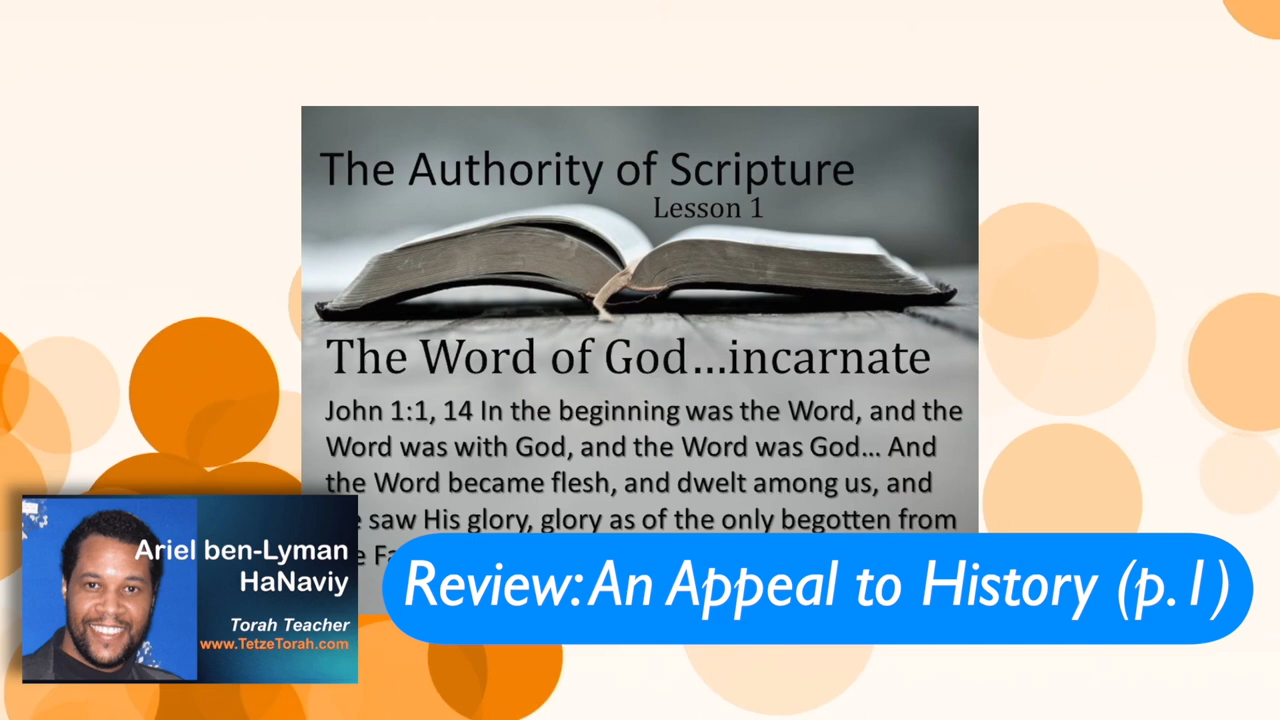 The Authority of Scripture
Lesson 1
The Word of God...incarnate
John 1:1, 14 In the beginning was the Word, and the
Word was with God, and the Word was God... And
the Word became flesh, and dwelt among us, and
saw His glory, glory as of the only begotten from
Ariel ben-Lyman
HaNaviy
Torah Teacher
www.TetzeTorah.com
Review: An Appeal to History (p.1)